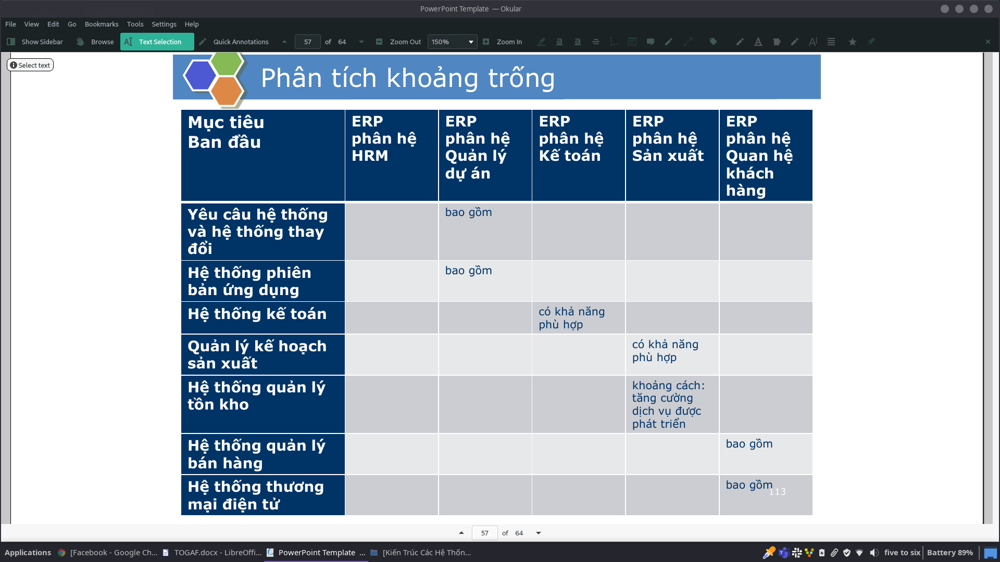 PowerPoint Template — Okular
File View Edit Go Bookmarks Tools Settings Help
Show Sidebar Browse Text Selection Quick Annotations 57 of 64 Zoom Out 150% Zoom In
Select text
Phân tích khoảng trống
Mục tiêu
Ban đầu
ERP
phân hệ
HRM
ERP
phân hệ
Quản lý
dự án
ERP
phân hệ
Kế toán
ERP
phân hệ
Sản xuất
ERP
phân hệ
Quan hệ
khách
hàng
Yêu câu hệ thống
và hệ thống thay
đổi
bao gồm
Hệ thống phiên
bản ứng dụng
bao gồm
Hệ thống kế toán
có khả năng
phù hợp
Quản lý kế hoạch
sản xuất
có khả năng
phù hợp
Hệ thống quản lý
tồn kho
khoảng cách:
tăng cường
dịch vụ được
phát triển
Hệ thống quản lý
bán hàng
bao gồm
Hệ thống thương
mại điện tử
bao gồm
113
57 of 64
Applications [Facebook - Google Ch... TOGAF.docx - LibreOffi... PowerPoint Template ... [Kiến Trúc Các Hệ Thốn... five to six Battery 89%